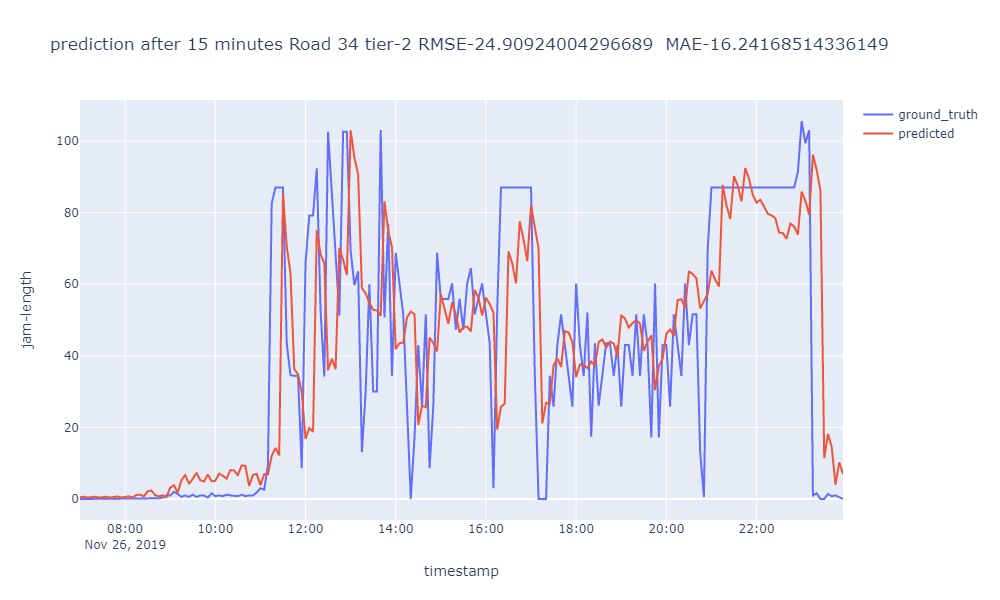 prediction after 15 minutes Road 34 tier-2 RMSE-24.90924004296689 MAE-16.24168514336149
ground_truth
predicted
100
80
60
40
20
0
jam-length
08:00 10:00 12:00 14:00 16:00 18:00 20:00 22:00
Nov 26, 2019
timestamp